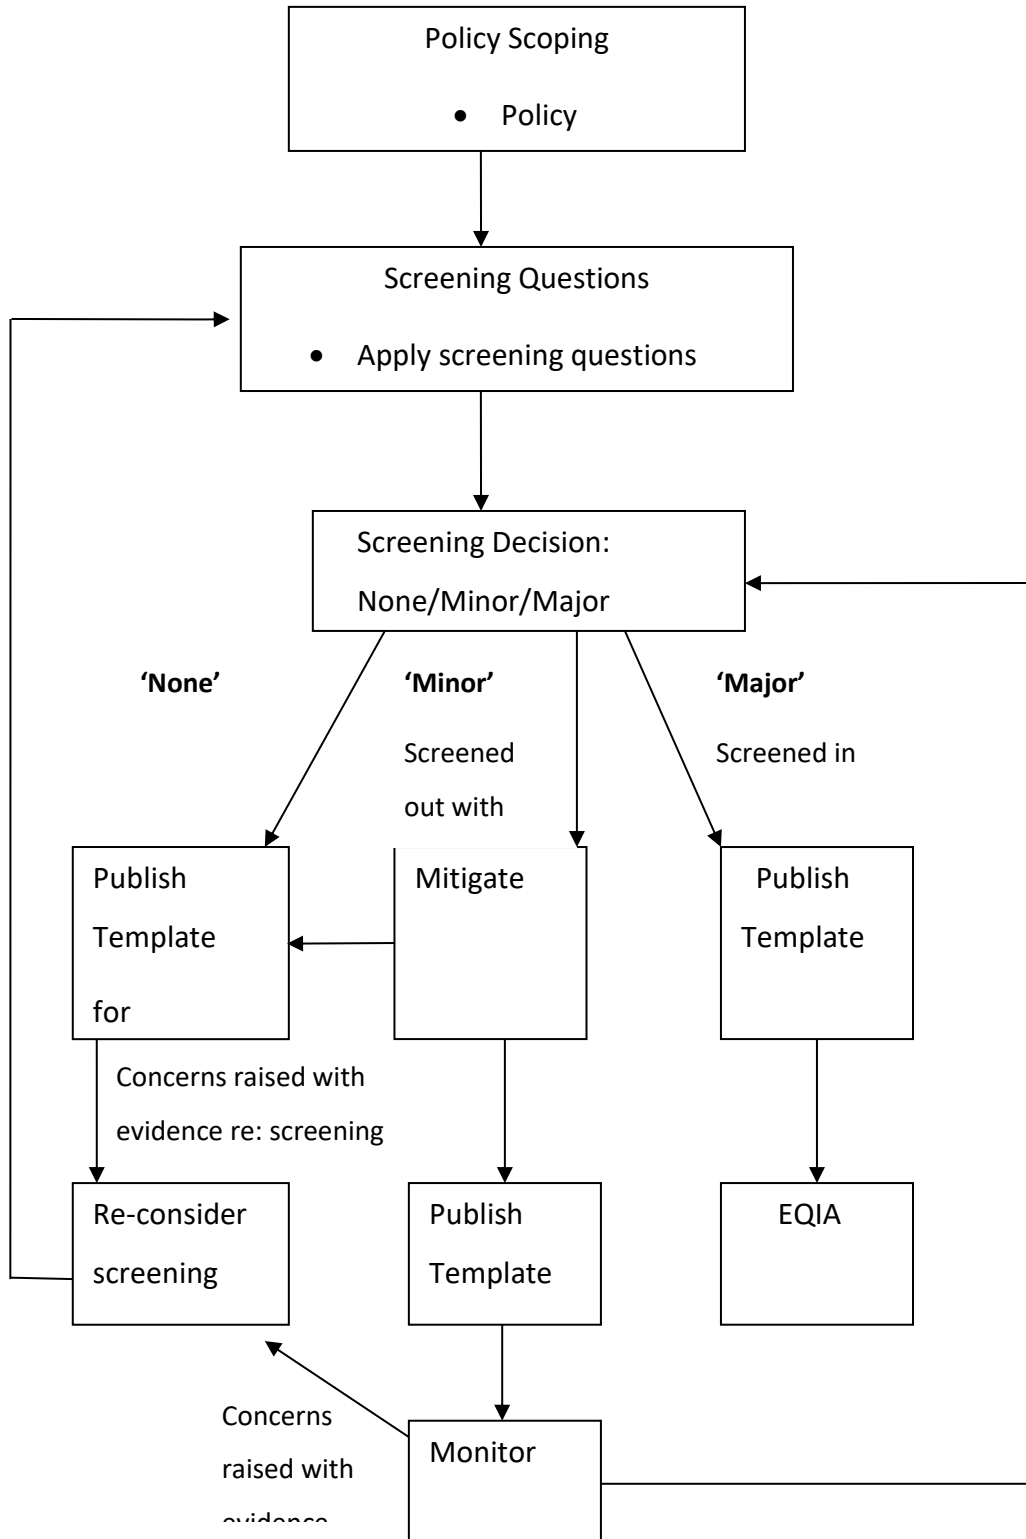 Policy Scoping
• Policy
Screening Questions
• Apply screening questions
Screening Decision:
None/Minor/Major
‘None’
‘Minor’
‘Major’
Screened
out with
Screened in
Publish
Template
for
Mitigate
Publish
Template
Concerns raised with
evidence re: screening
Re-consider
screening
Publish
Template
EQIA
Concerns
raised with
evidence
Monitor